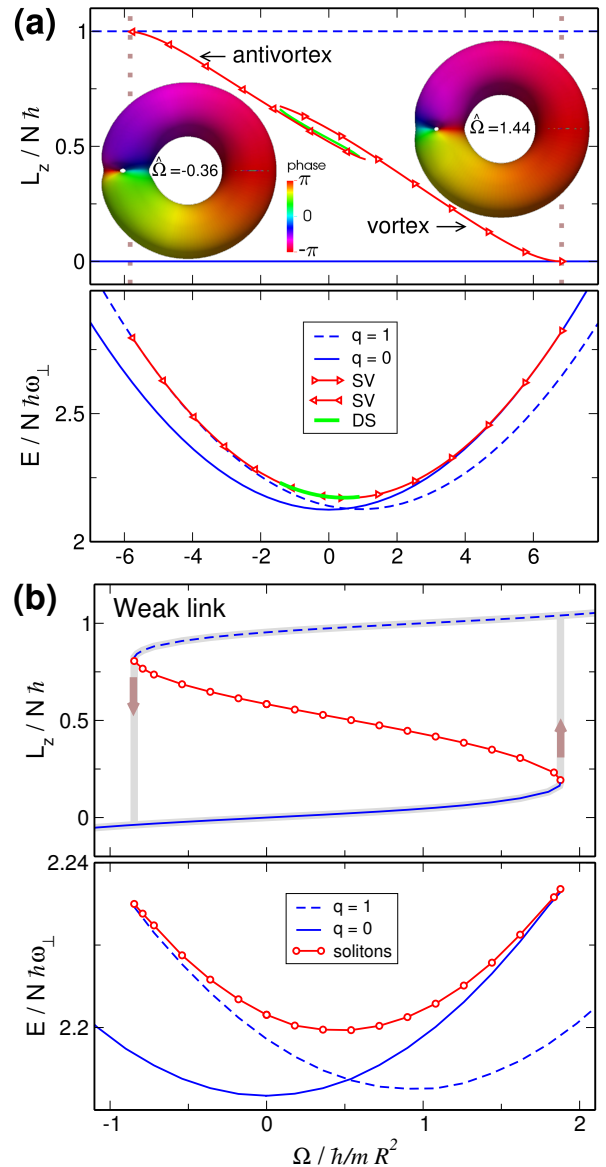 (a)
1
antivortex
L_z / N ℏ
0.5
Ω̂=-0.36
Ω̂=1.44
phase
π
0
-π
vortex
0
q = 1
q = 0
SV
SV
DS
E / N ℏω⊥
2.5
2
-6 -4 -2 0 2 4 6
(b)
Weak link
1
L_z / N ℏ
0.5
0
2.24
q = 1
q = 0
solitons
E / N ℏω⊥
2.2
-1 0 1 2
Ω / ℏ/m R²